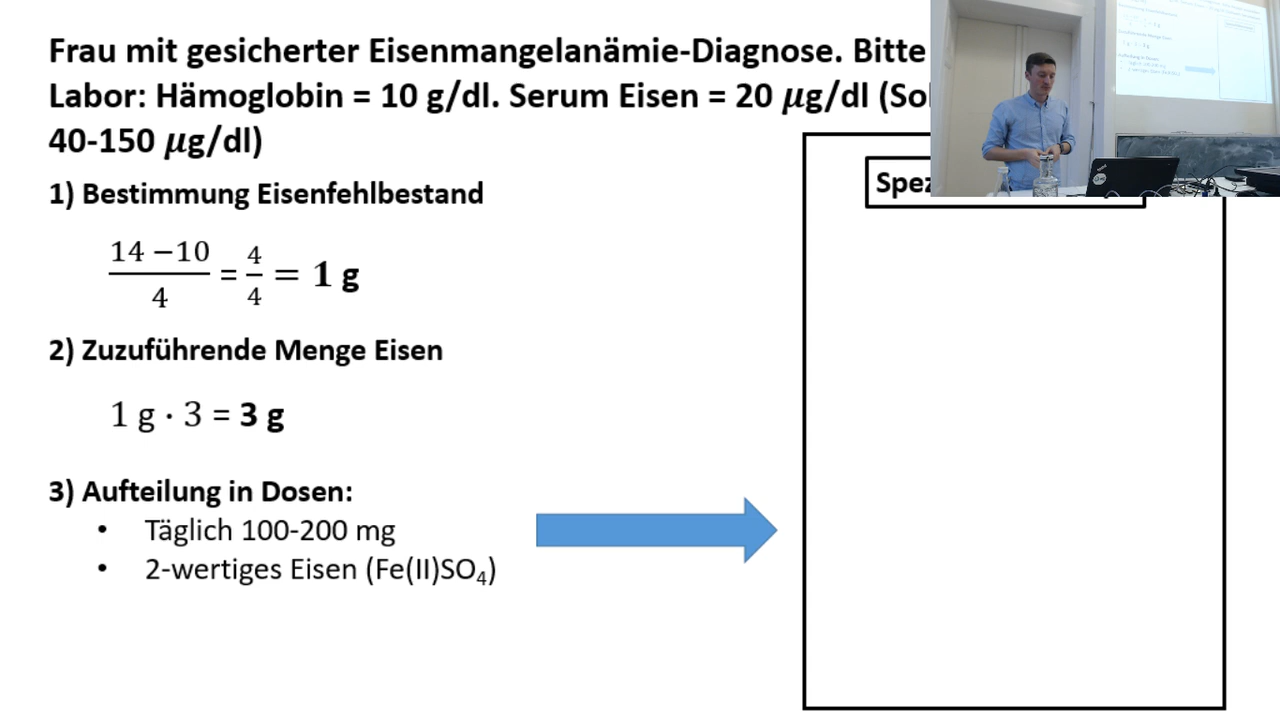 Frau mit gesicherter Eisenmangelanämie-Diagnose. Bitte
Labor: Hämoglobin = 10 g/dl. Serum Eisen = 20 μg/dl
40-150 μg/dl)
1) Bestimmung Eisenfehlbestand
14 −10 / 4 = 4 / 4 = 1 g
2) Zuzuführende Menge Eisen
1 g · 3 = 3 g
3) Aufteilung in Dosen:
• Täglich 100-200 mg
• 2-wertiges Eisen (Fe(II)SO₄)